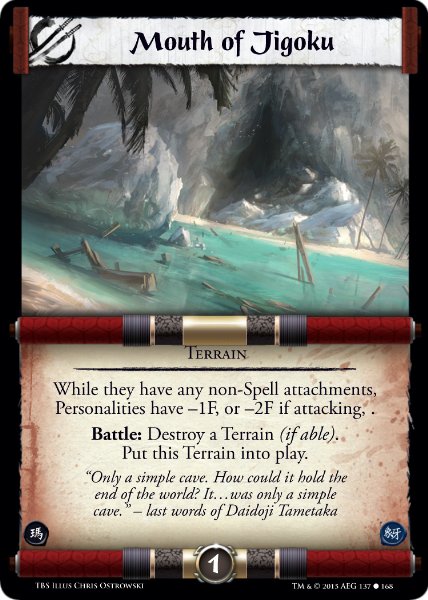 Mouth of Jigoku
Terrain
While they have any non-Spell attachments,
Personalities have –1F, or –2F if attacking, .
Battle: Destroy a Terrain (if able).
Put this Terrain into play.
“Only a simple cave. How could it hold the
end of the world? It…was only a simple
cave.” – last words of Daidoji Tametaka
瑪
象牙
1
TBS Illus Chris Ostrowski
TM & © 2015 AEG 137 ● 168